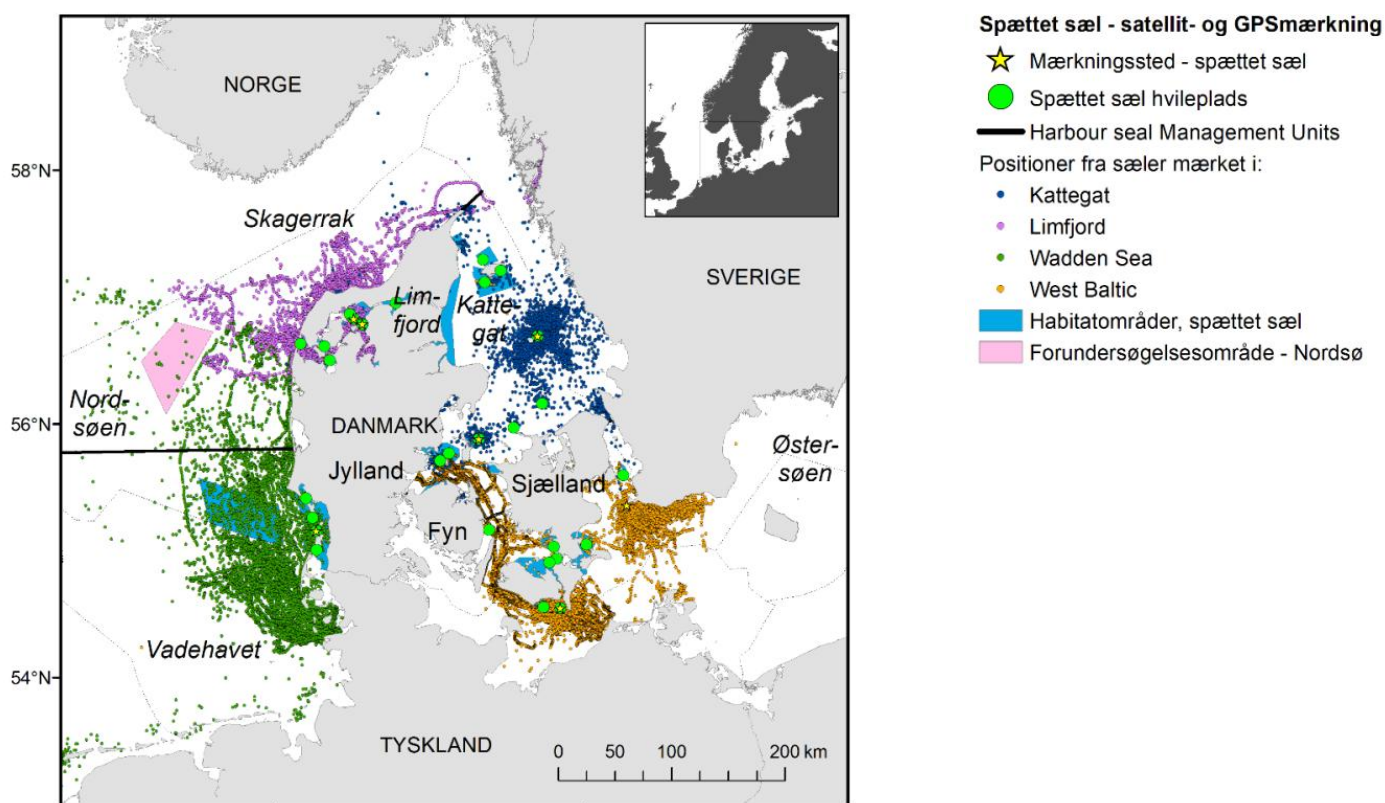 NORGE
58°N
Skagerrak
SVERIGE
Lim-
fjord
Katte-
gat
Nord-
søen
56°N
DANMARK
Øster-
søen
Jylland
Sjælland
Fyn
Vadehavet
54°N
TYSKLAND
0 50 100 200 km
Spættet sæl - satellit- og GPSmærkning
Mærkningssted - spættet sæl
Spættet sæl hvileplads
Harbour seal Management Units
Positioner fra sæler mærket i:
Kattegat
Limfjord
Wadden Sea
West Baltic
Habitatområder, spættet sæl
Forundersøgelsesområde - Nordsø